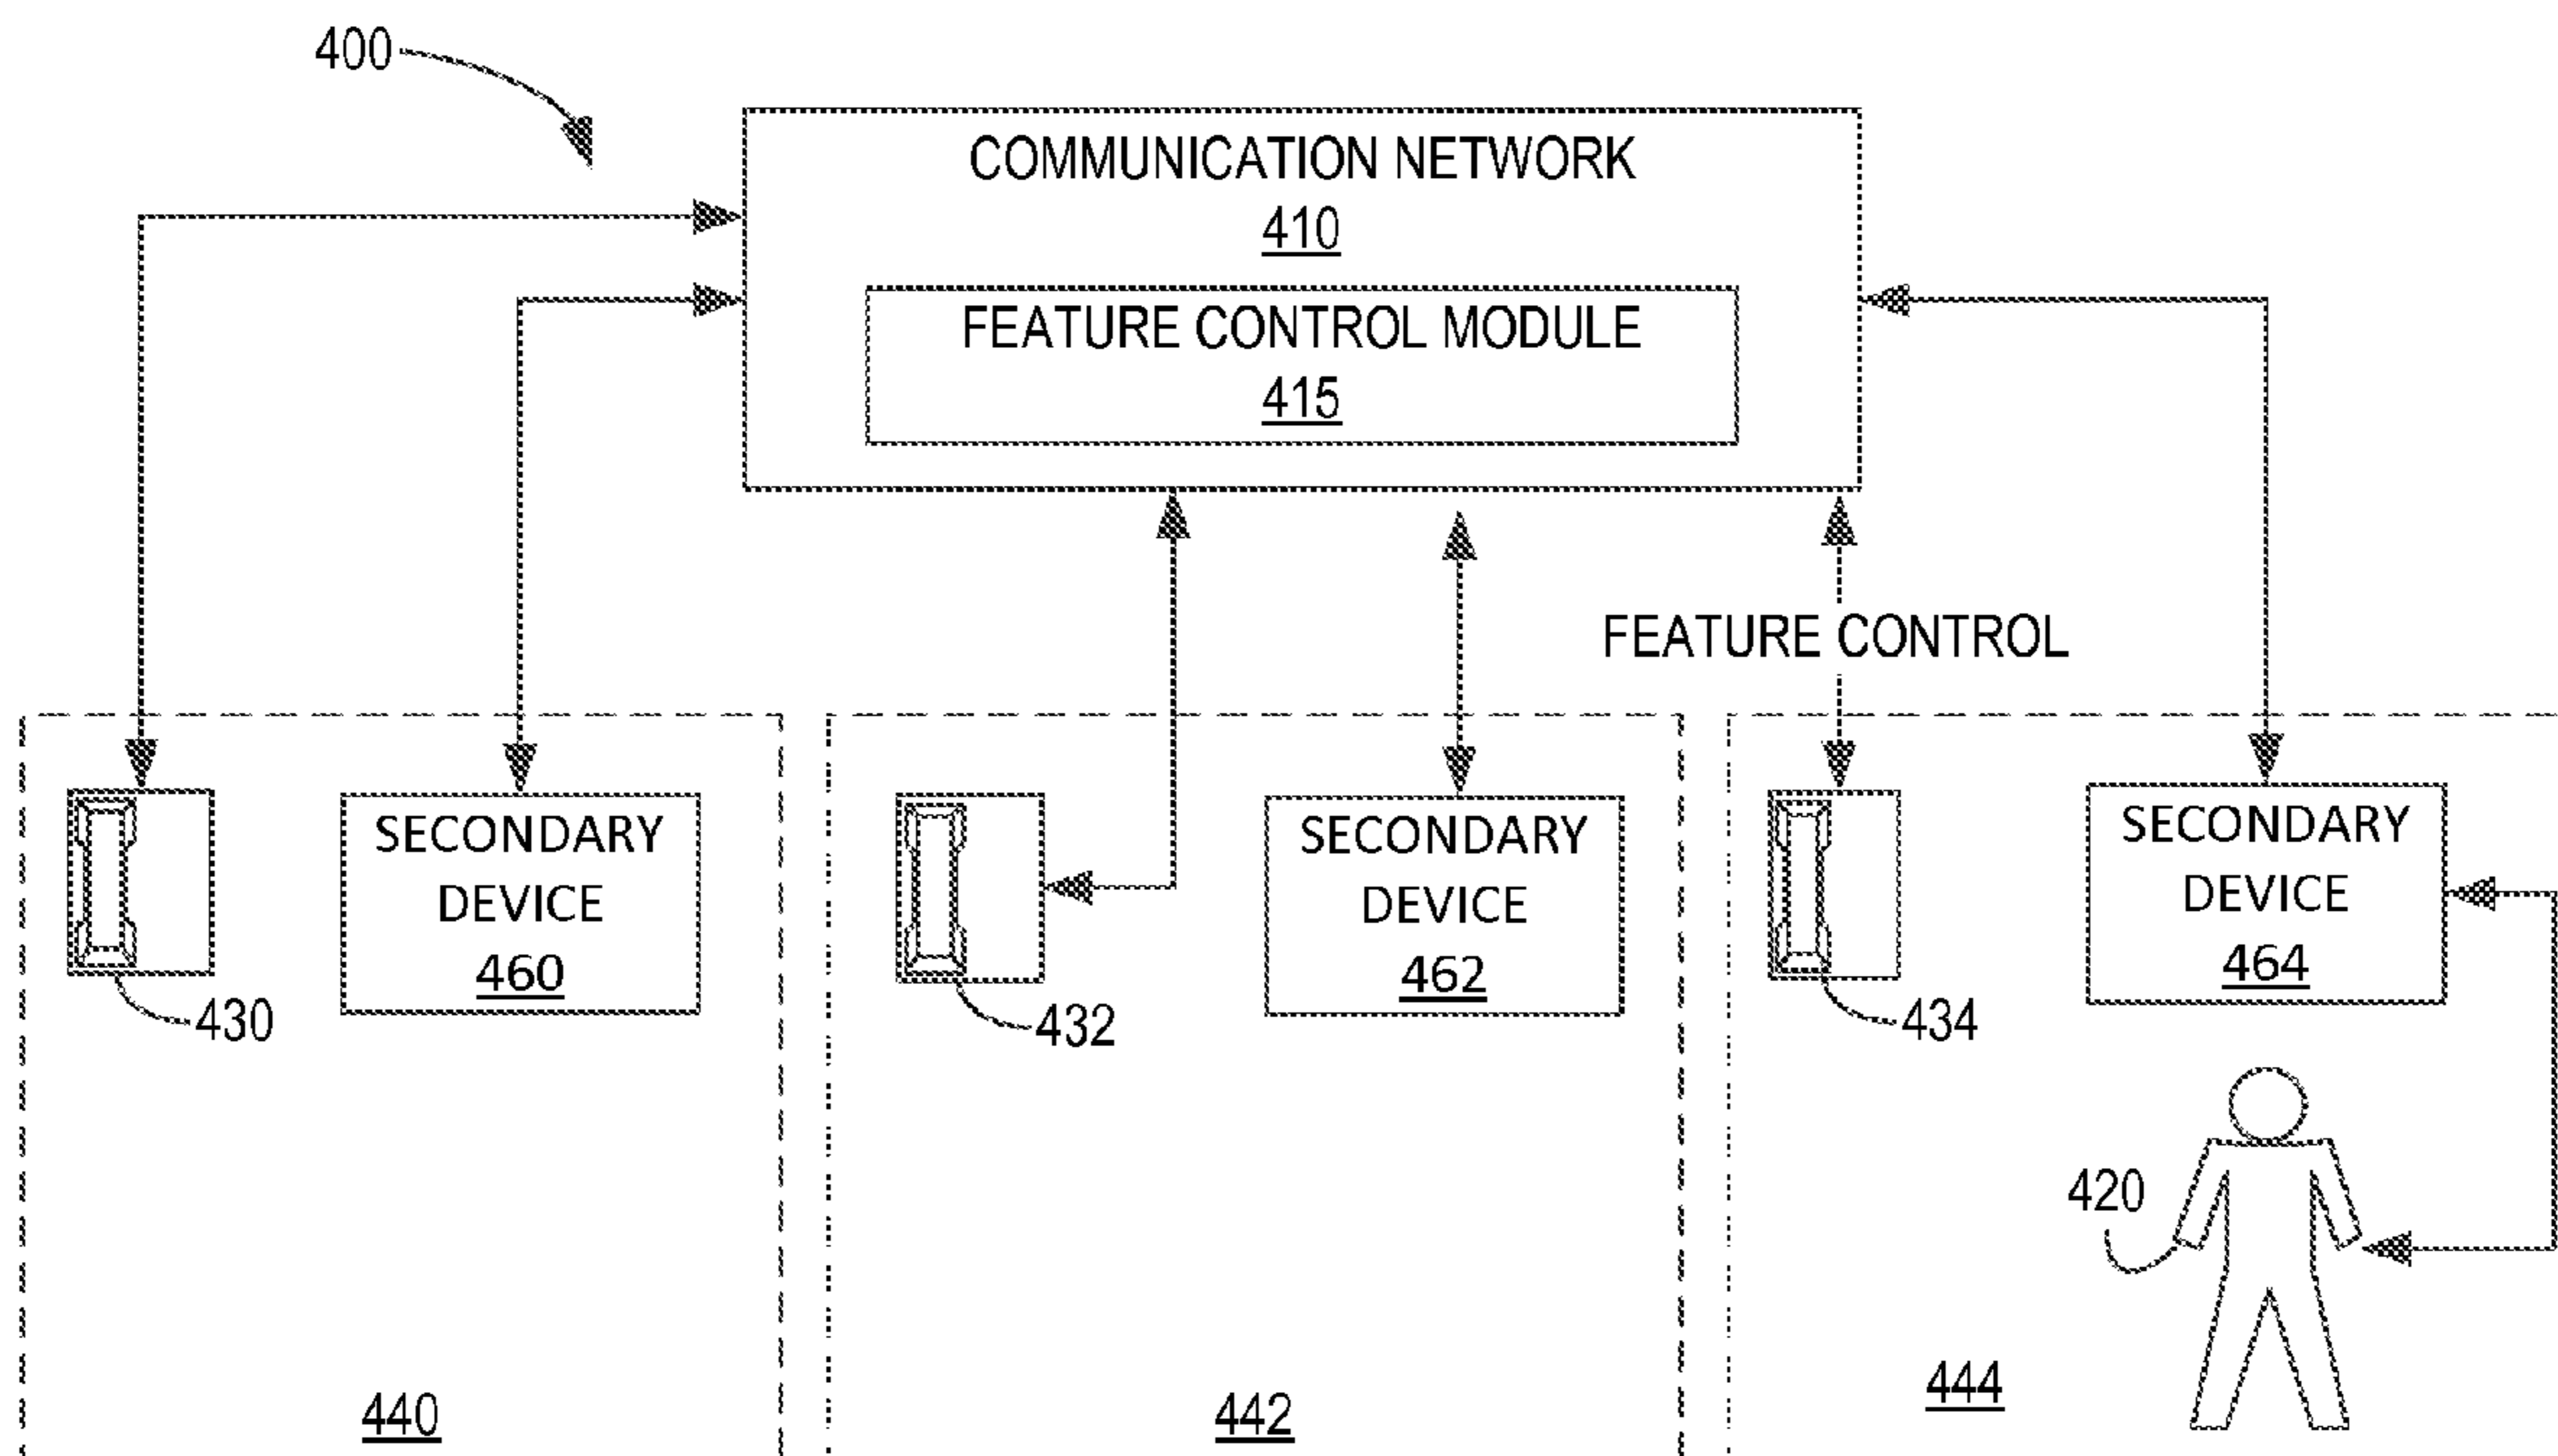 400
COMMUNICATION NETWORK
410
FEATURE CONTROL MODULE
415
FEATURE CONTROL
SECONDARY
DEVICE
460
430
SECONDARY
DEVICE
462
432
SECONDARY
DEVICE
464
434
420
440
442
444